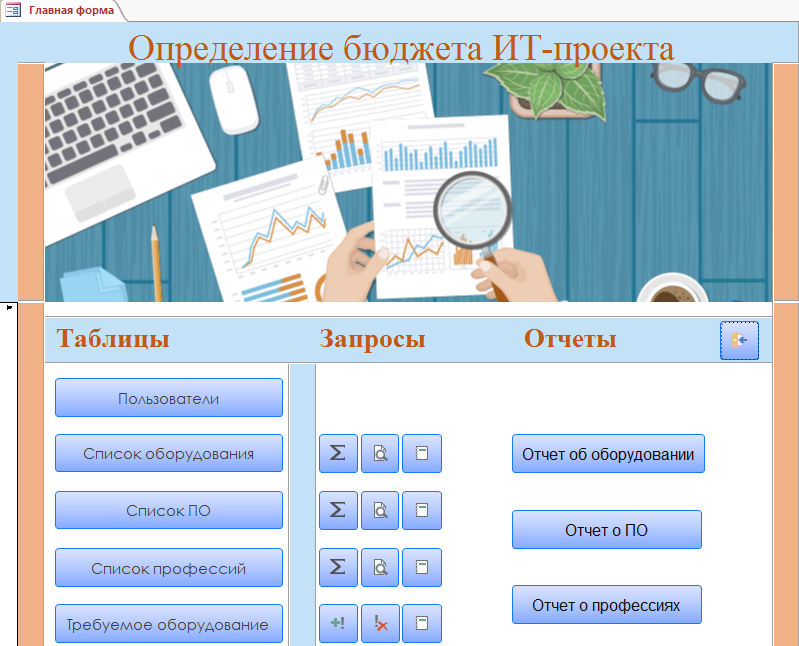 Главная форма
Определение бюджета ИТ-проекта
Таблицы Запросы Отчеты
Пользователи
Список оборудования Σ Отчет об оборудовании
Список ПО Σ Отчет о ПО
Список профессий Σ Отчет о профессиях
Требуемое оборудование +! !x